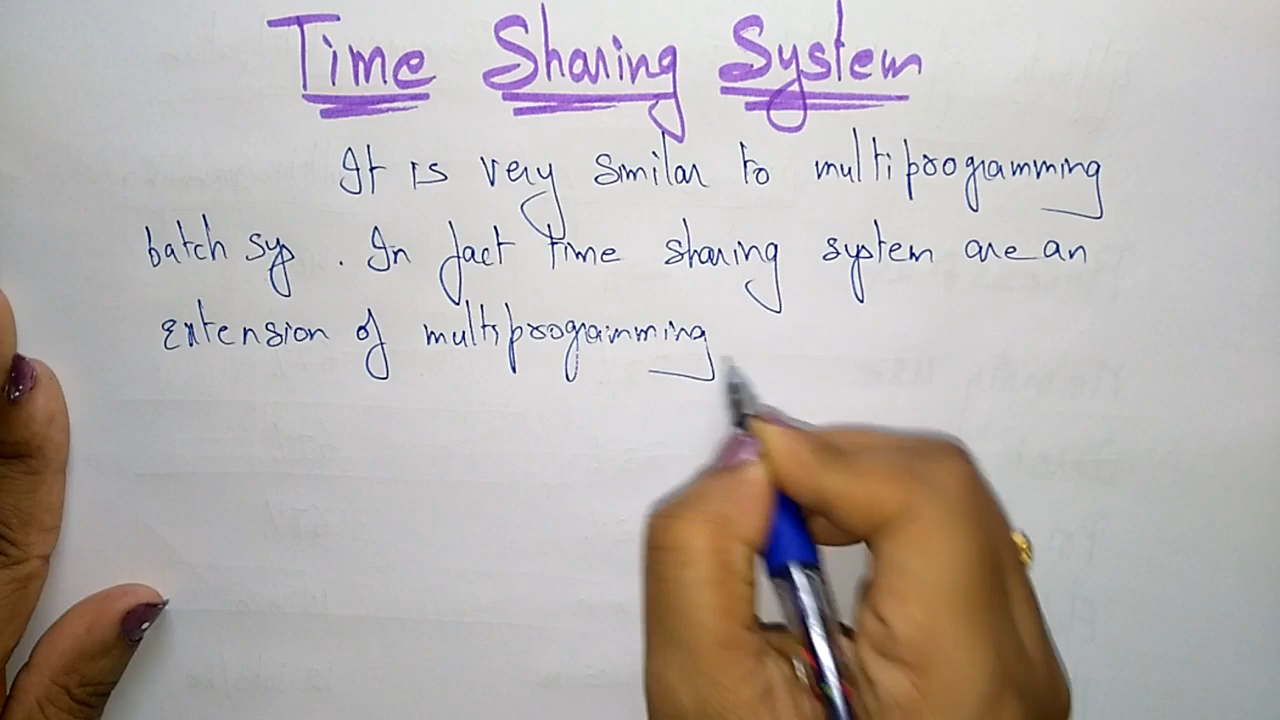 Time Sharing System
It is very similar to multiprogramming
batch sys . In fact time sharing system are an
extension of multiprogramming